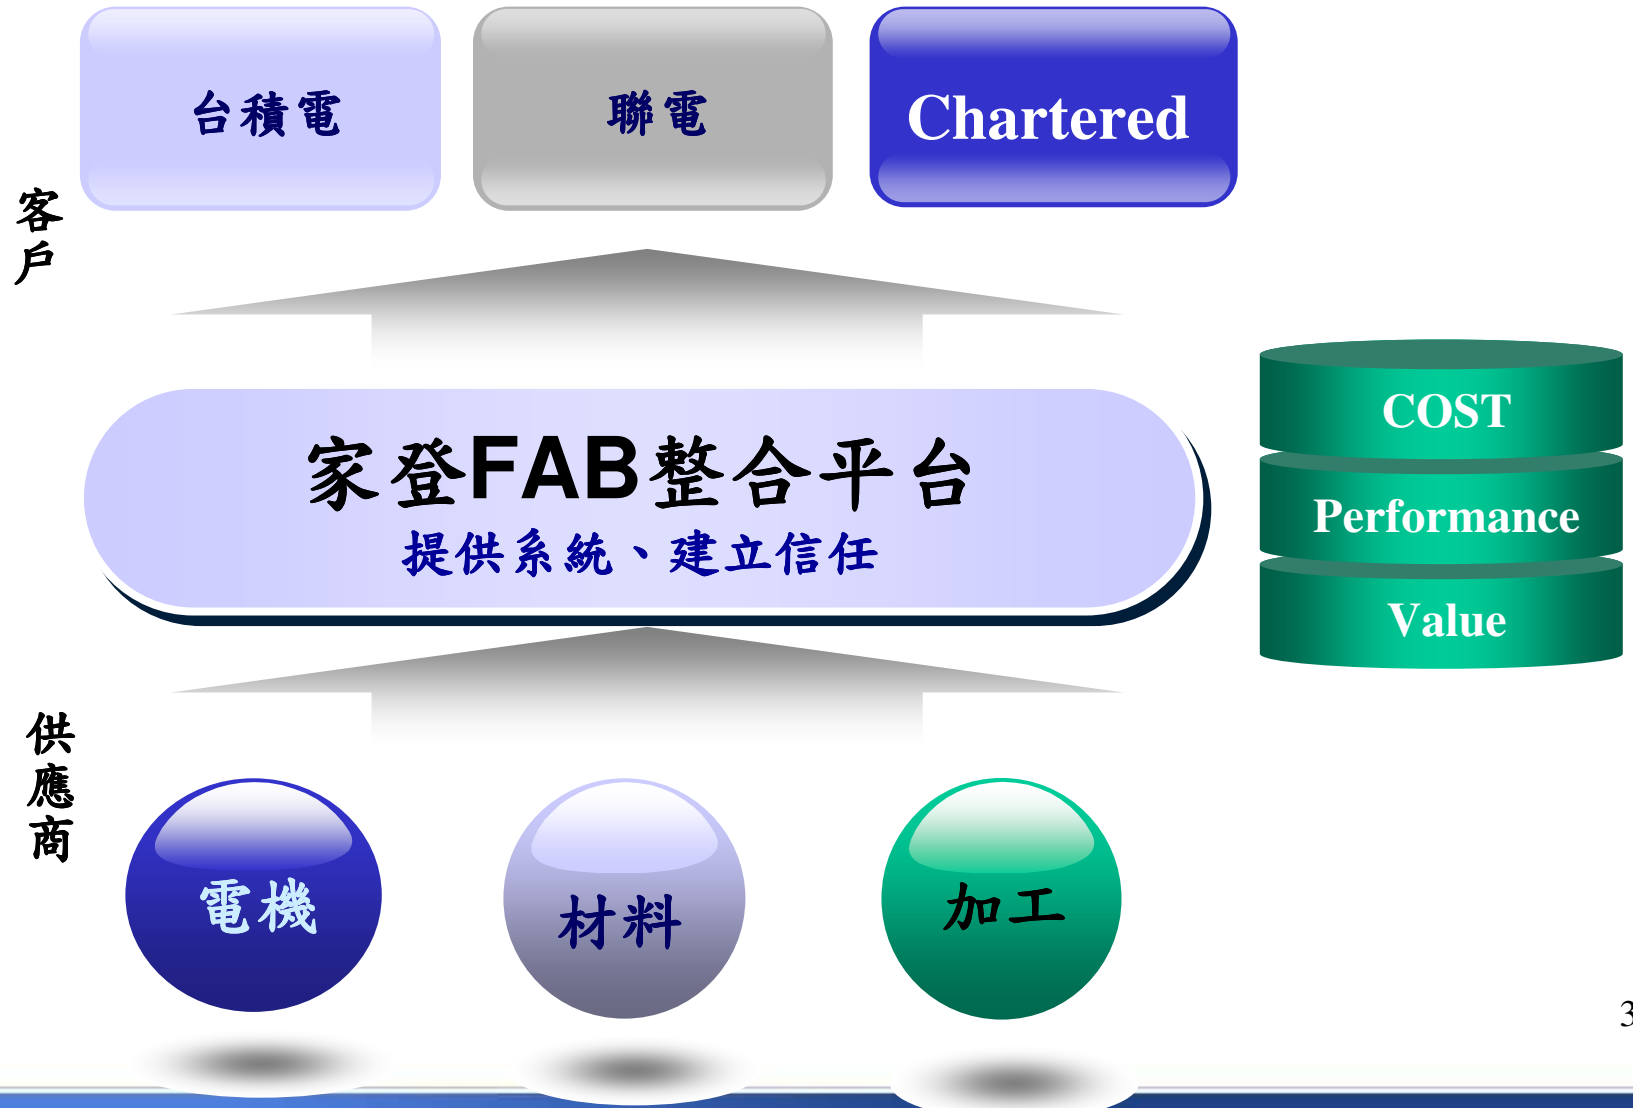 台積電
聯電
Chartered
客戶
家登FAB整合平台
提供系統、建立信任
COST
Performance
Value
供應商
電機
材料
加工
3